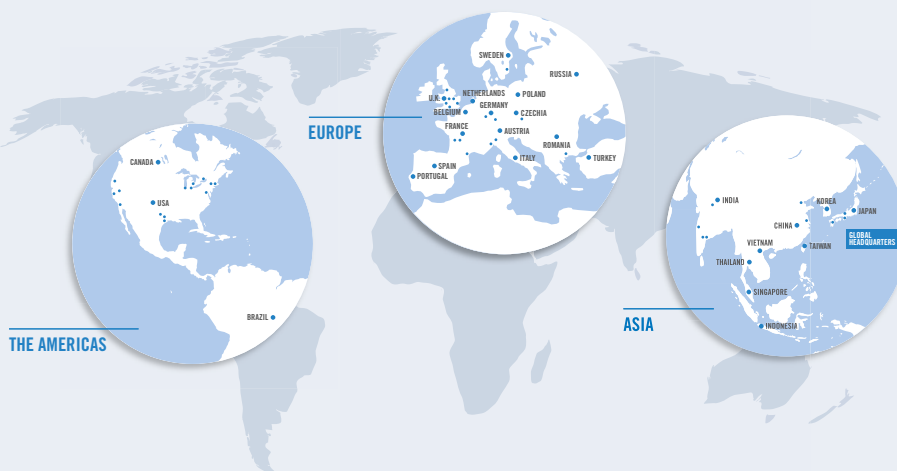 SWEDEN
RUSSIA
NETHERLANDS
U.K.
POLAND
GERMANY
BELGIUM
CZECHIA
FRANCE
AUSTRIA
EUROPE
ROMANIA
ITALY
TURKEY
SPAIN
PORTUGAL
CANADA
USA
BRAZIL
THE AMERICAS
INDIA
KOREA
JAPAN
CHINA
GLOBAL
HEADQUARTERS
VIETNAM
TAIWAN
THAILAND
SINGAPORE
ASIA
INDONESIA